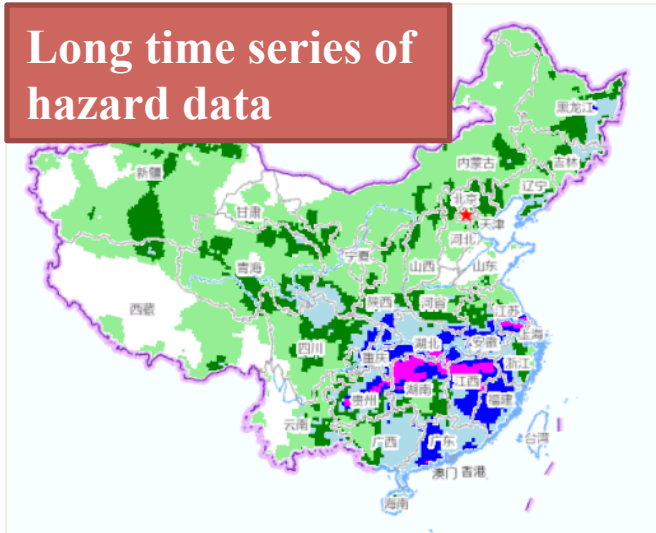 Long time series of
hazard data
黑龙江
内蒙古
吉林
新疆
辽宁
北京
甘肃
天津
河北
宁夏
青海
山西
山东
西藏
陕西
河省
江苏
上海
四川
湖北
安徽
重庆
浙江
江西
湖南
贵州
福建
云南
台湾
广西
广东
澳门
香港
海南